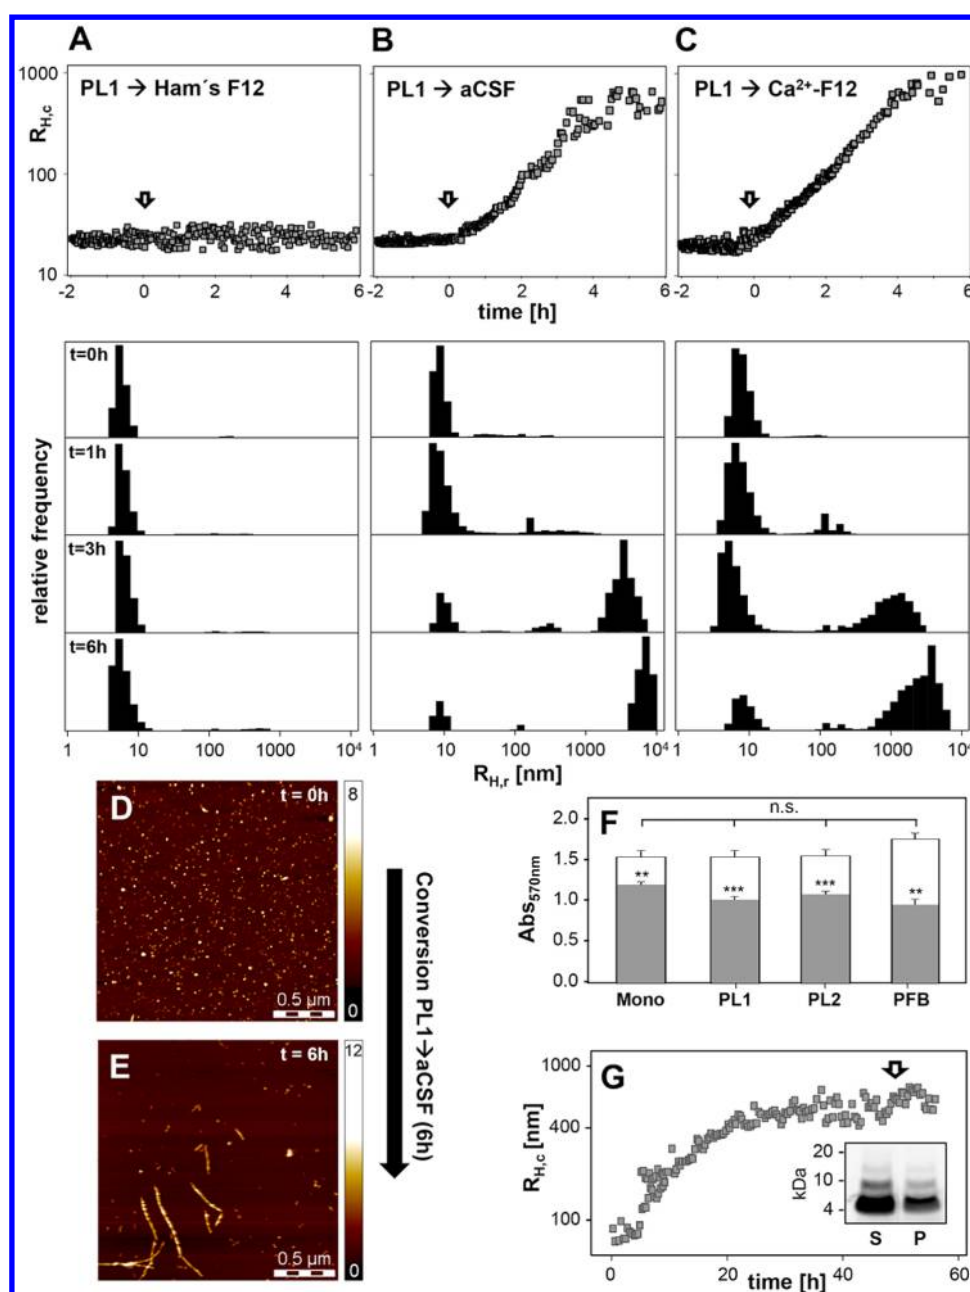 A
B
C
PL1 → Ham´s F12
PL1 → aCSF
PL1 → Ca²⁺-F12
R_H,c
1000
100
10
-2 0 2 4 6
-2 0 2 4 6
-2 0 2 4 6
time [h]
relative frequency
t=0h
t=1h
t=3h
t=6h
1 10 100 1000 10⁴
1 10 100 1000 10⁴
1 10 100 1000
R_H,r [nm]
D
t = 0h
8
0
0.5 µm
Conversion PL1→aCSF (6h)
E
t = 6h
12
0
0.5 µm
F
n.s.
Abs_570nm
2.0
1.5
1.0
0.5
0.0
** *** *** **
Mono PL1 PL2 PFB
G
R_H,c [nm]
1000
400
100
0 20 40 60
time [h]
kDa
20
10
4
S P